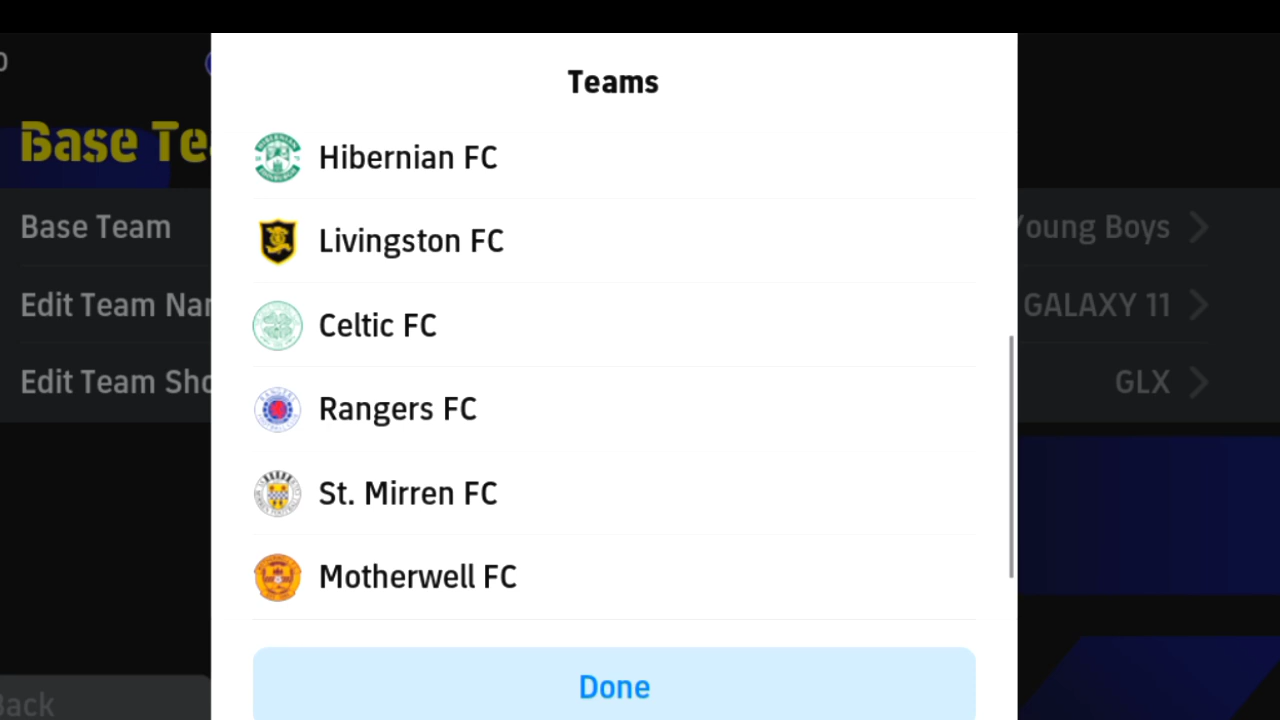 Teams
Base Te
Hibernian FC
Base Team
Livingston FC
Young Boys
Edit Team Nar
Celtic FC
GALAXY 11
Edit Team Sho
Rangers FC
GLX
St. Mirren FC
Motherwell FC
Done
Back